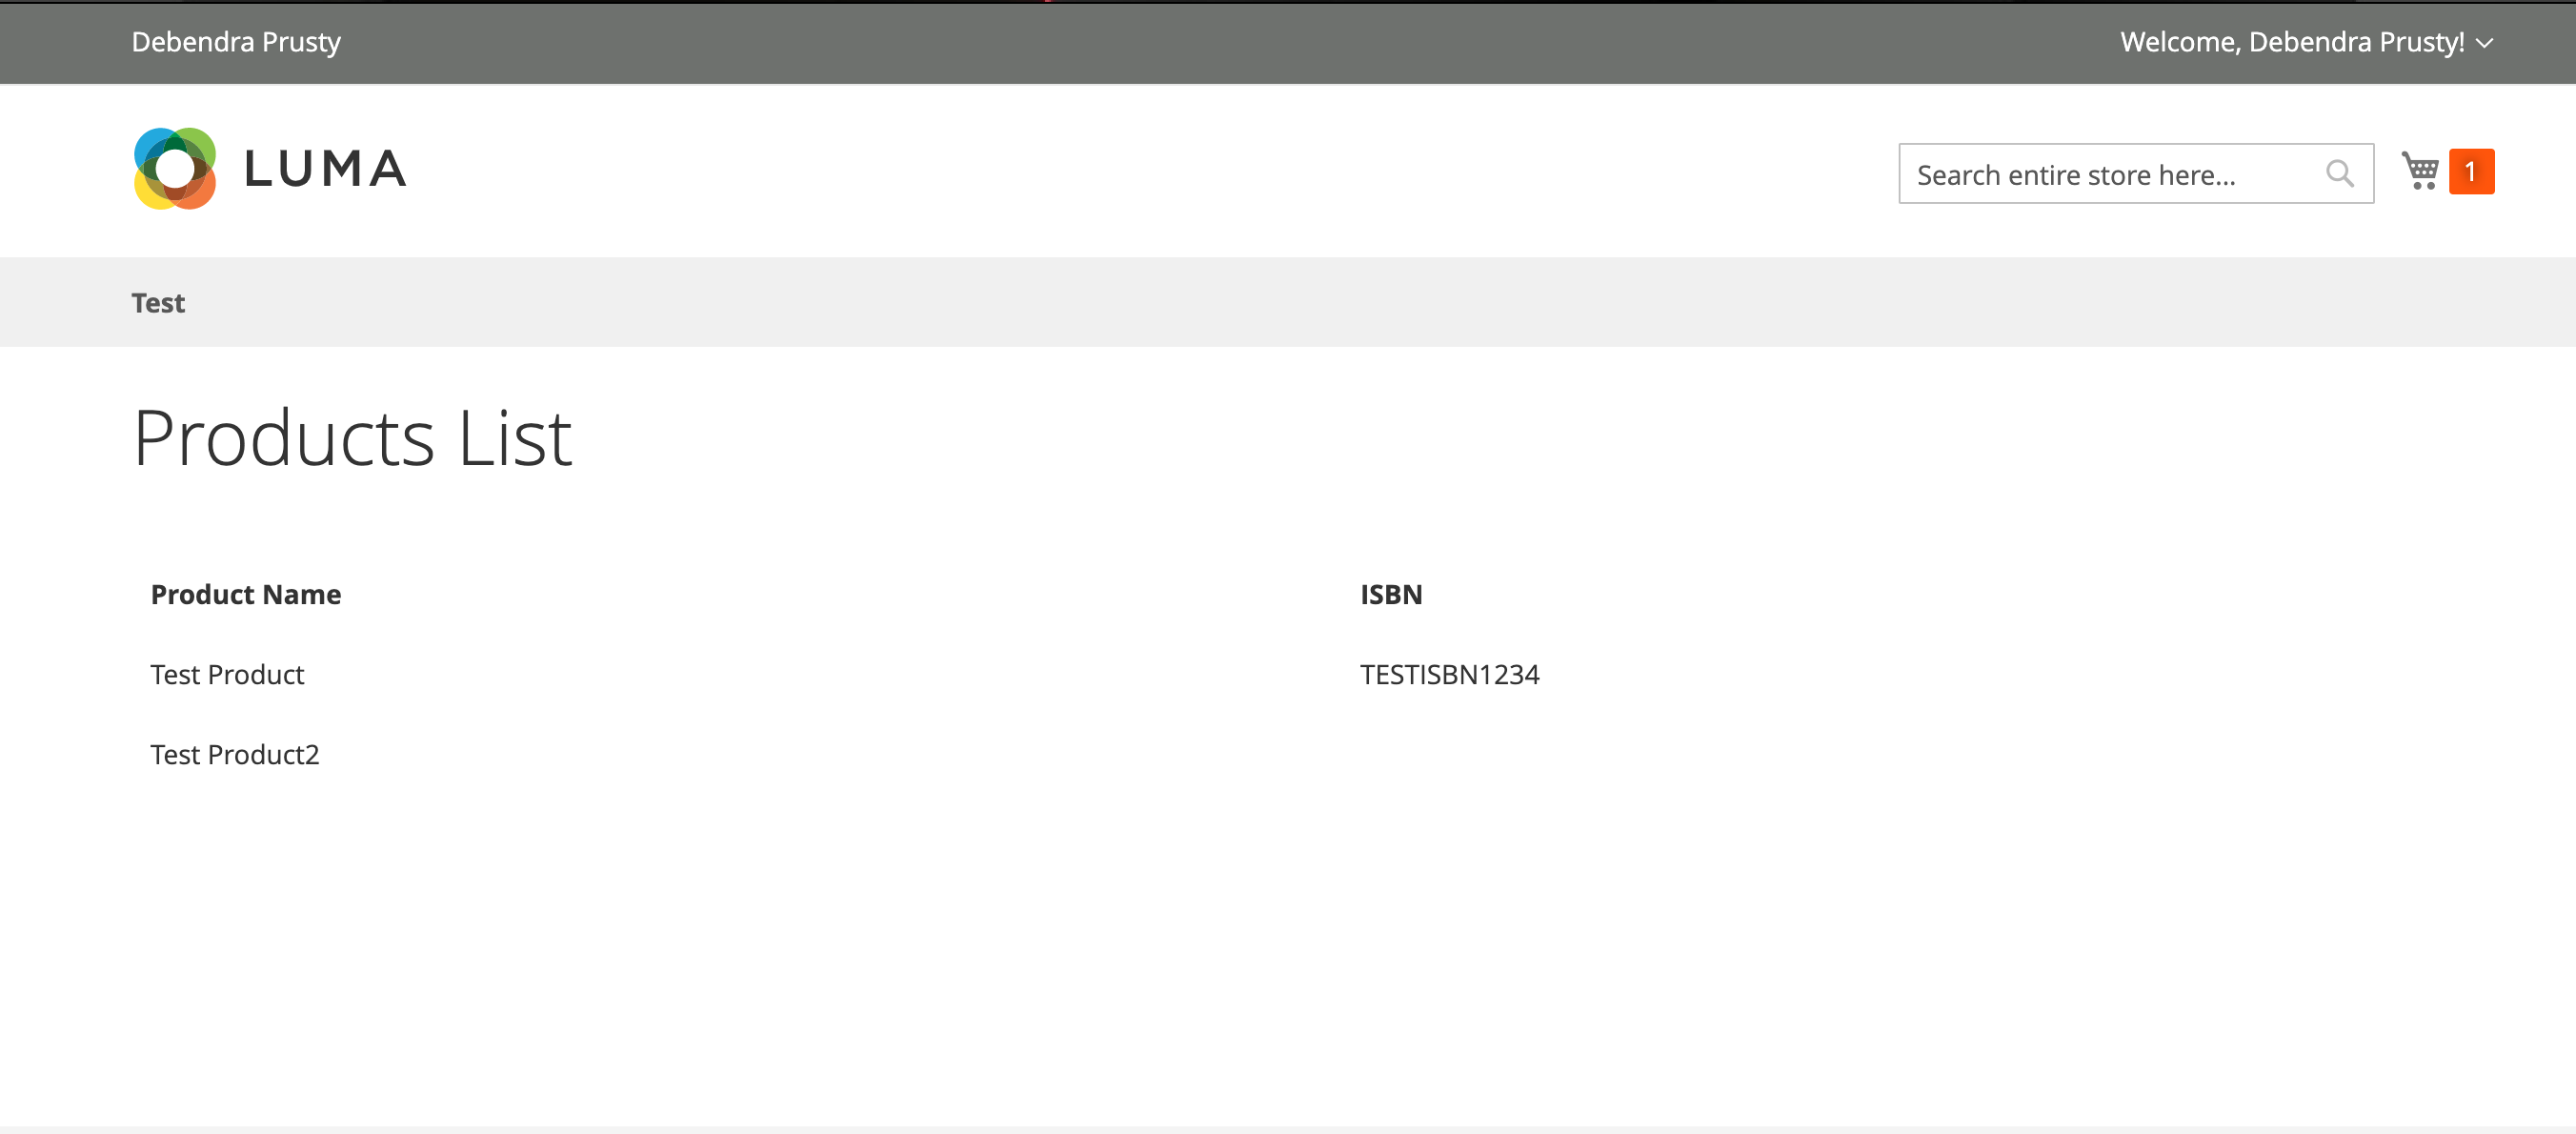 Debendra Prusty
Welcome, Debendra Prusty!
LUMA
Search entire store here...
1
Test
Products List
Product Name
ISBN
Test Product
TESTISBN1234
Test Product2